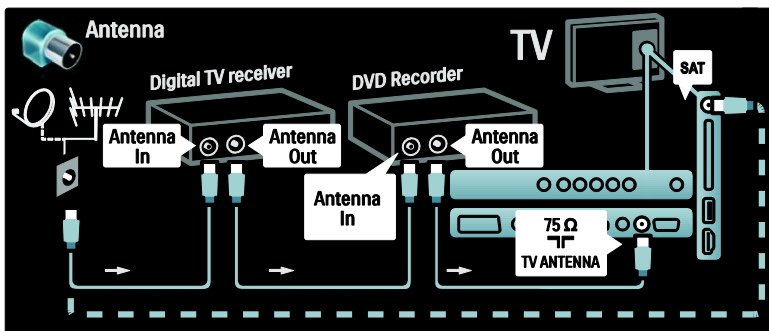 Antenna
TV
Digital TV receiver
DVD Recorder
SAT
Antenna
In
Antenna
Out
Antenna
In
Antenna
Out
75 Ω
TV ANTENNA